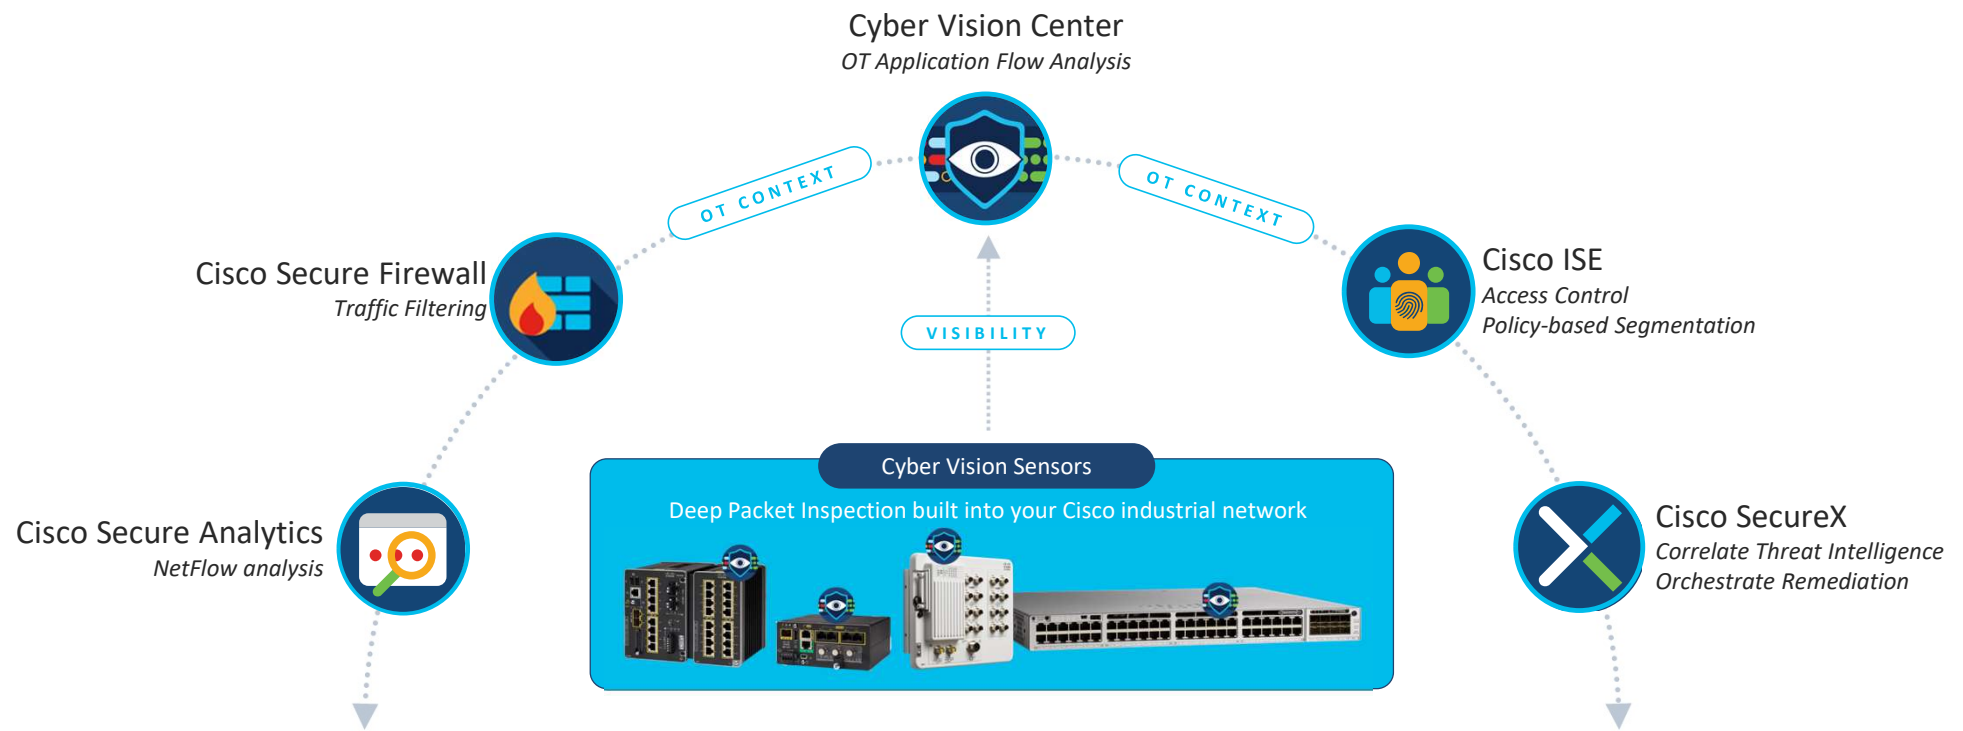 Cyber Vision Center
OT Application Flow Analysis
OT CONTEXT
OT CONTEXT
Cisco Secure Firewall
Traffic Filtering
Cisco ISE
Access Control
Policy-based Segmentation
VISIBILITY
Cyber Vision Sensors
Deep Packet Inspection built into your Cisco industrial network
Cisco Secure Analytics
NetFlow analysis
Cisco SecureX
Correlate Threat Intelligence
Orchestrate Remediation